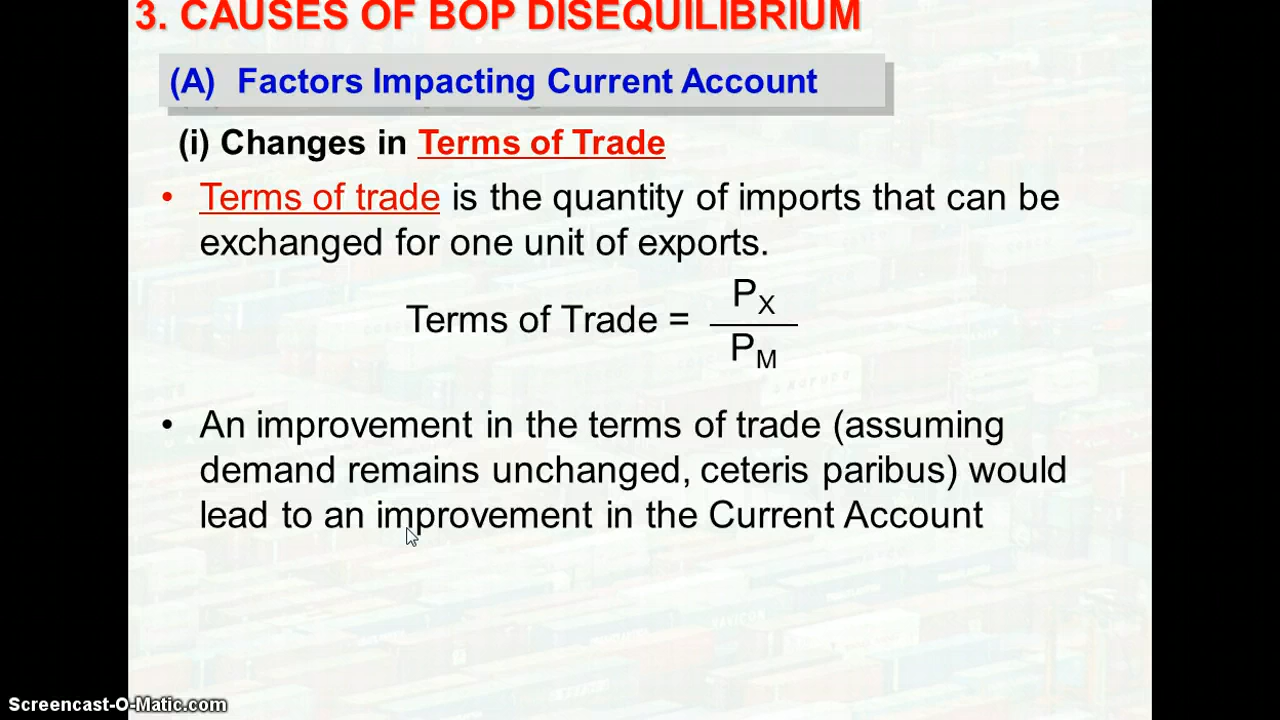 3. CAUSES OF BOP DISEQUILIBRIUM
(A) Factors Impacting Current Account
(i) Changes in Terms of Trade
• Terms of trade is the quantity of imports that can be
exchanged for one unit of exports.
Terms of Trade = PX
PM
• An improvement in the terms of trade (assuming
demand remains unchanged, ceteris paribus) would
lead to an improvement in the Current Account
Screencast-O-Matic.com